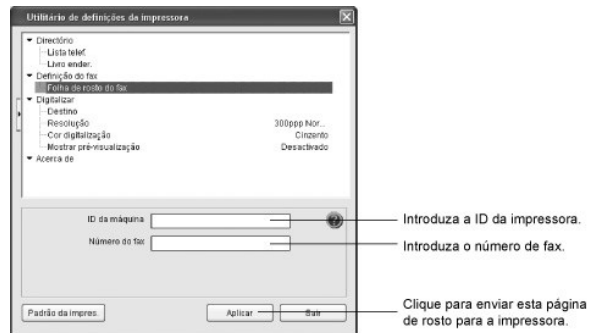 Utilitário de definições da impressora
Directório
Lista telef.
Livro ender.
Definição do fax
Folha de rosto do fax
Digitalizar
Destino
Resolução 300ppp Nor...
Cor digitalização Cinzento
Mostrar pré-visualização Desactivado
Acerca de
ID da máquina
Introduza a ID da impressora.
Número do fax
Introduza o número de fax.
Padrão da impres.
Aplicar
Sair
Clique para enviar esta página
de rosto para a impressora.